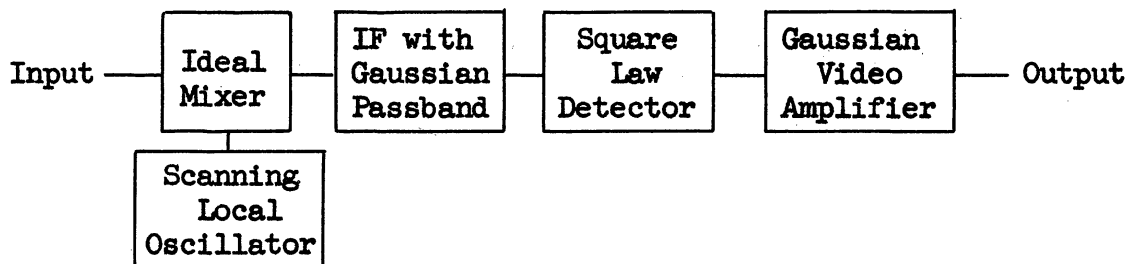 Input
Ideal
Mixer
IF with
Gaussian
Passband
Square
Law
Detector
Gaussian
Video
Amplifier
Output
Scanning
Local
Oscillator